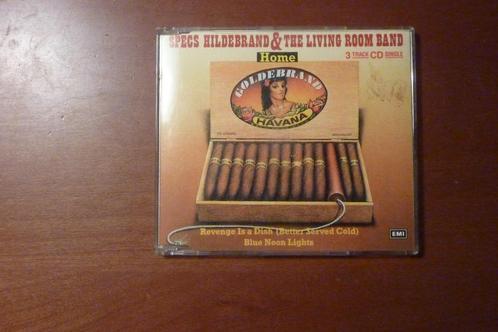 SPECS HILDEBRAND & THE LIVING ROOM BAND
Home
3 TRACK CD SINGLE
GOLDEBRAND
HAVANA
Revenge Is a Dish (Better Served Cold)
Blue Neon Lights
EMI